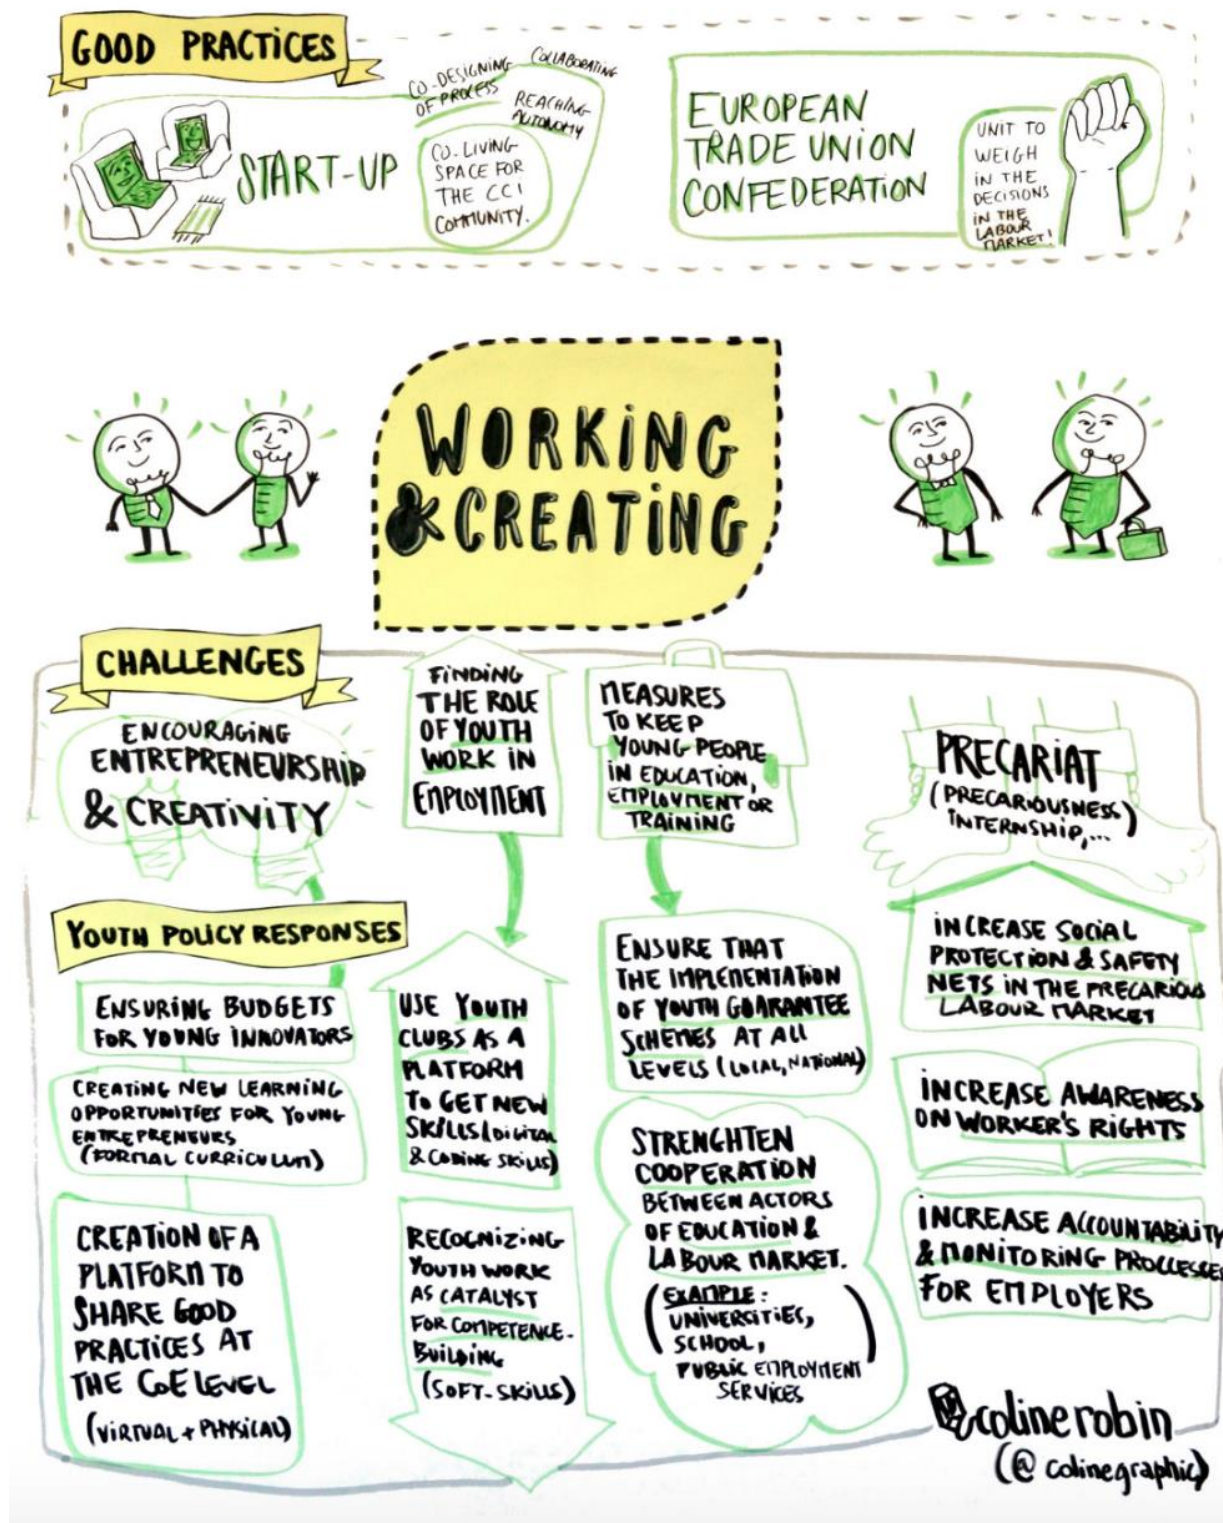 GOOD PRACTICES
START-UP
CO-DESIGNING
OF PROCESS
COLLABORATING
REACHING
AUTONOMY
CO-LIVING
SPACE FOR
THE CCI
COMMUNITY.
EUROPEAN
TRADE UNION
CONFEDERATION
UNIT TO
WEIGH
IN THE
DECISIONS
IN THE
LABOUR
MARKET!
WORKING
& CREATING
CHALLENGES
ENCOURAGING
ENTREPRENEURSHIP
& CREATIVITY
FINDING
THE ROLE
OF YOUTH
WORK IN
EMPLOYMENT
MEASURES
TO KEEP
YOUNG PEOPLE
IN EDUCATION,
EMPLOYMENT OR
TRAINING
PRECARIAT
(PRECARIOUSNESS,
INTERNSHIP,...)
YOUTH POLICY RESPONSES
ENSURING BUDGETS
FOR YOUNG INNOVATORS
CREATING NEW LEARNING
OPPORTUNITIES FOR YOUNG
ENTREPRENEURS
(FORMAL CURRICULUM)
CREATION OF A
PLATFORM TO
SHARE GOOD
PRACTICES AT
THE CoE LEVEL
(VIRTUAL + PHYSICAL)
USE YOUTH
CLUBS AS A
PLATFORM
TO GET NEW
SKILLS (DIGITAL
& CODING SKILLS)
RECOGNIZING
YOUTH WORK
AS CATALYST
FOR COMPETENCE-
BUILDING
(SOFT-SKILLS)
ENSURE THAT
THE IMPLEMENTATION
OF YOUTH GUARANTEE
SCHEMES AT ALL
LEVELS (LOCAL, NATIONAL)
STRENGHTEN
COOPERATION
BETWEEN ACTORS
OF EDUCATION &
LABOUR MARKET.
(EXAMPLE:
UNIVERSITIES,
SCHOOL,
PUBLIC EMPLOYMENT
SERVICES)
INCREASE SOCIAL
PROTECTION & SAFETY
NETS IN THE PRECARIOUS
LABOUR MARKET
INCREASE AWARENESS
ON WORKER'S RIGHTS
INCREASE ACCOUNTABILITY
& MONITORING PROCCESSES
FOR EMPLOYERS
coline robin
(@colinegraphic)